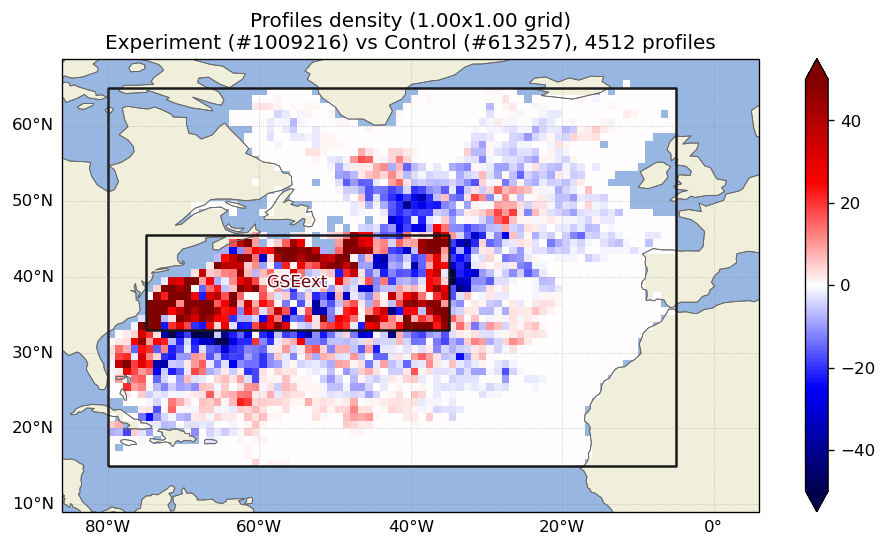 Profiles density (1.00x1.00 grid)
Experiment (#1009216) vs Control (#613257), 4512 profiles
60°N
50°N
40°N
30°N
20°N
10°N
GSEext
80°W
60°W
40°W
20°W
0°
40
20
0
−20
−40